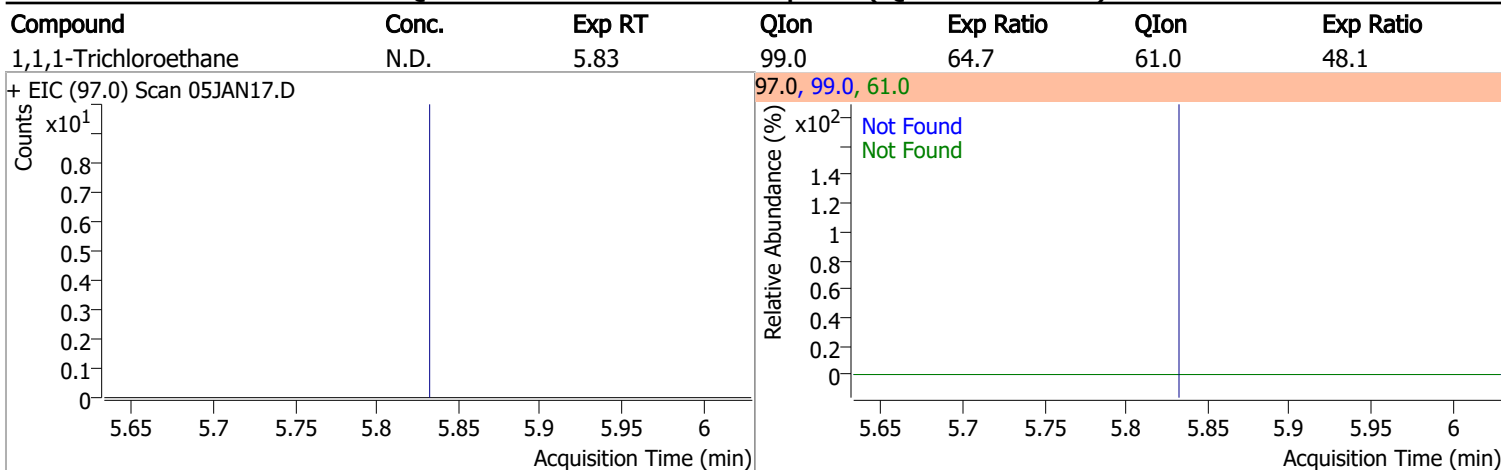 Compound Conc. Exp RT QIon Exp Ratio QIon Exp Ratio
1,1,1-Trichloroethane N.D. 5.83 99.0 64.7 61.0 48.1
+ EIC (97.0) Scan 05JAN17.D
Counts
x10¹
0.8
0.7
0.6
0.5
0.4
0.3
0.2
0.1
0
5.65 5.7 5.75 5.8 5.85 5.9 5.95 6
Acquisition Time (min)
97.0, 99.0, 61.0
Relative Abundance (%)
x10²
Not Found
Not Found
1.4
1.2
1
0.8
0.6
0.4
0.2
0
5.65 5.7 5.75 5.8 5.85 5.9 5.95 6
Acquisition Time (min)